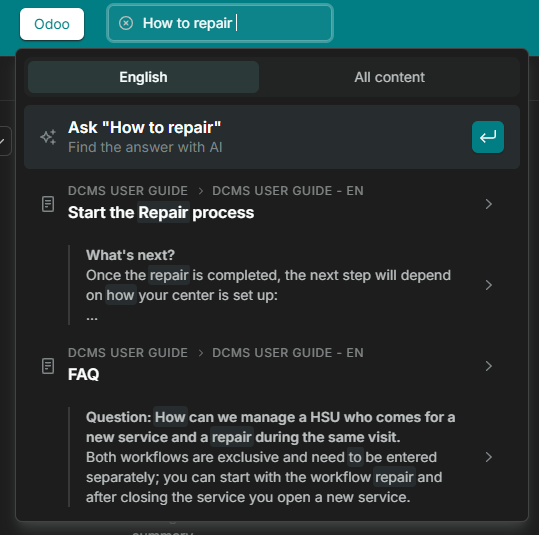 Odoo
How to repair
English
All content
Ask "How to repair"
Find the answer with AI
DCMS USER GUIDE > DCMS USER GUIDE - EN
Start the Repair process
What's next?
Once the repair is completed, the next step will depend
on how your center is set up:
...
DCMS USER GUIDE > DCMS USER GUIDE - EN
FAQ
Question: How can we manage a HSU who comes for a
new service and a repair during the same visit.
Both workflows are exclusive and need to be entered
separately; you can start with the workflow repair and
after closing the service you open a new service.